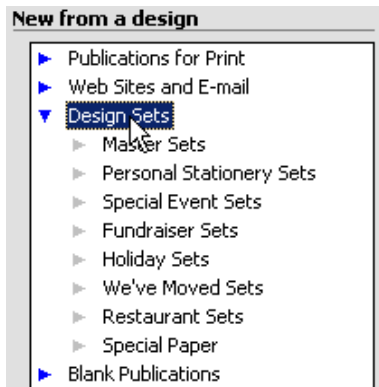 New from a design
Publications for Print
Web Sites and E-mail
Design Sets
Master Sets
Personal Stationery Sets
Special Event Sets
Fundraiser Sets
Holiday Sets
We've Moved Sets
Restaurant Sets
Special Paper
Blank Publications